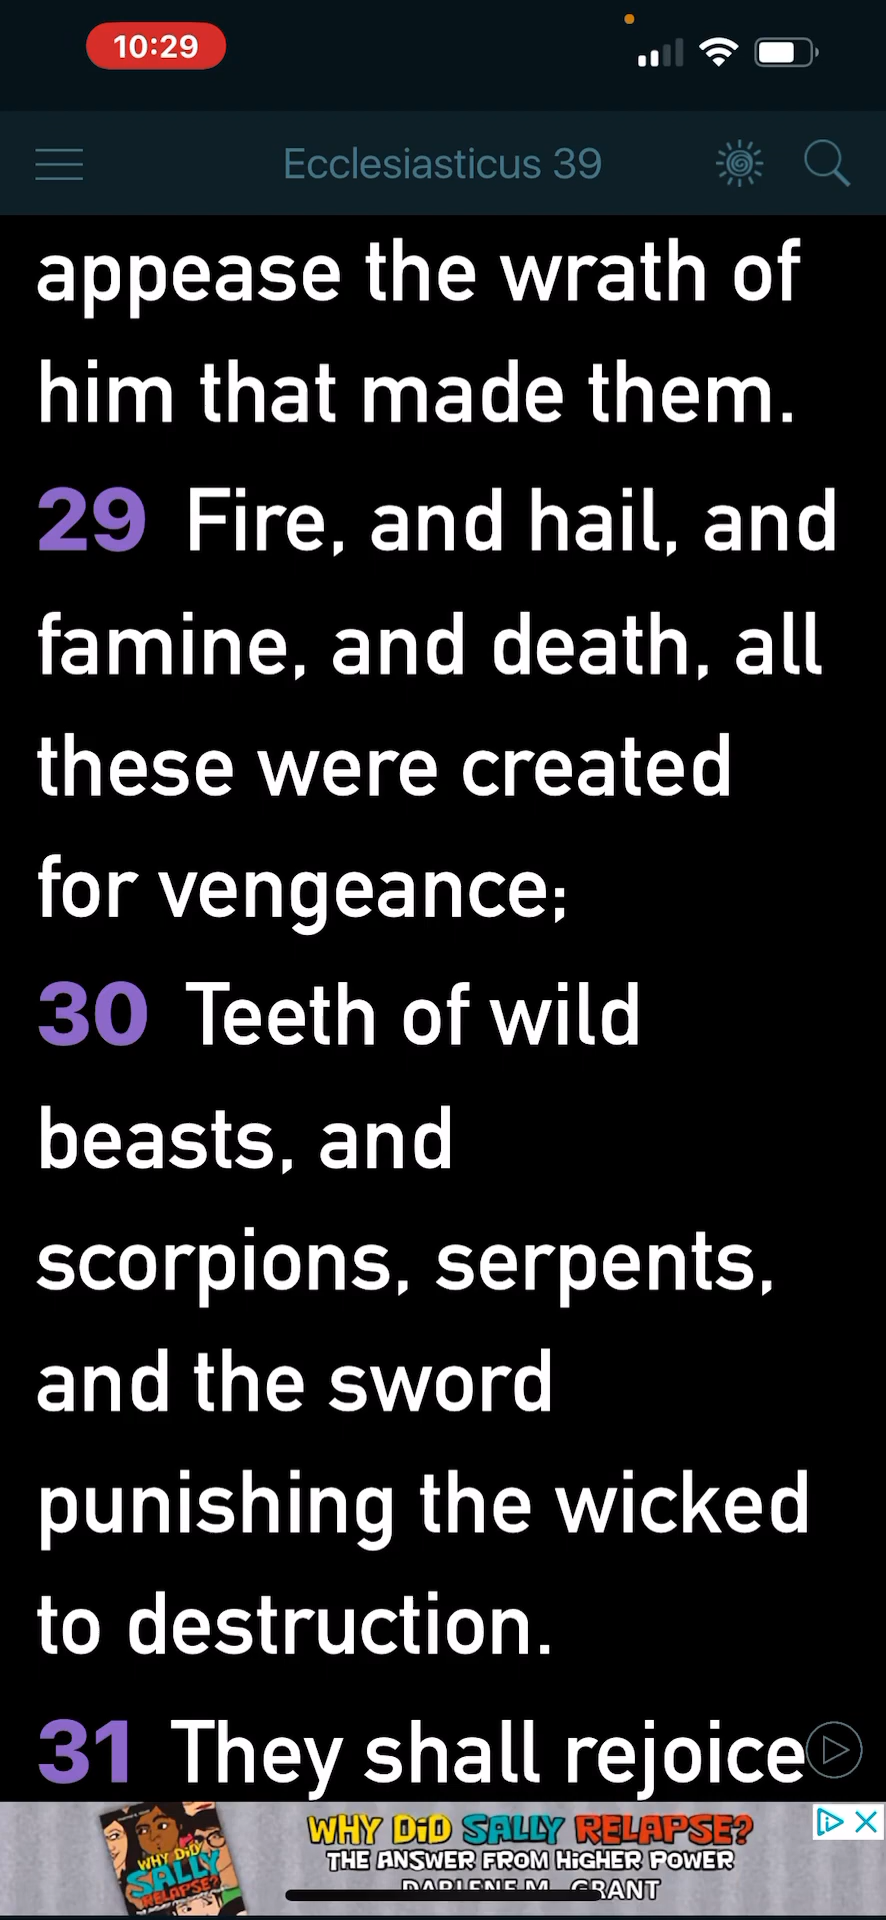 10:29
Ecclesiasticus 39
appease the wrath of
him that made them.
29 Fire, and hail, and
famine, and death, all
these were created
for vengeance;
30 Teeth of wild
beasts, and
scorpions, serpents,
and the sword
punishing the wicked
to destruction.
31 They shall rejoice
WHY DiD SALLY RELAPSE?
THE ANSWER FROM HiGHER POWER
DARLENE M. GRANT
WHY DiD
SALLY
RELAPSE?